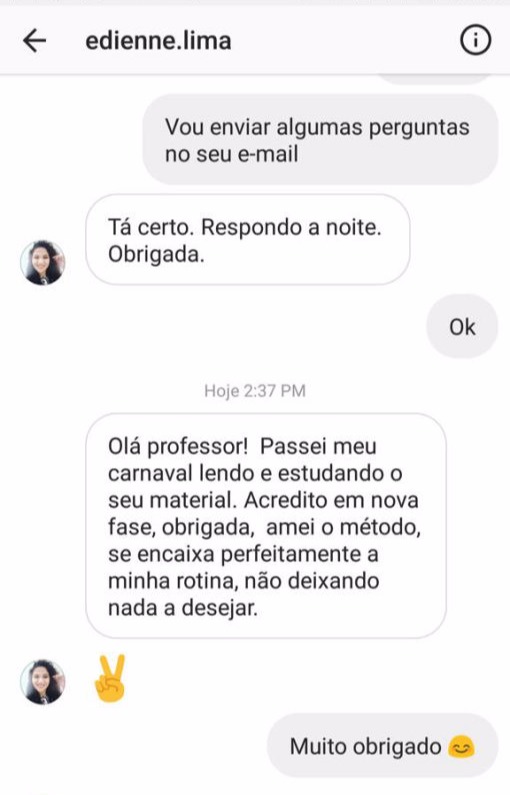 edienne.lima
Vou enviar algumas perguntas
no seu e-mail
Tá certo. Respondo a noite.
Obrigada.
Ok
Hoje 2:37 PM
Olá professor!  Passei meu
carnaval lendo e estudando o
seu material. Acredito em nova
fase, obrigada,  amei o método,
se encaixa perfeitamente a
minha rotina, não deixando
nada a desejar.
✌️
Muito obrigado 😊